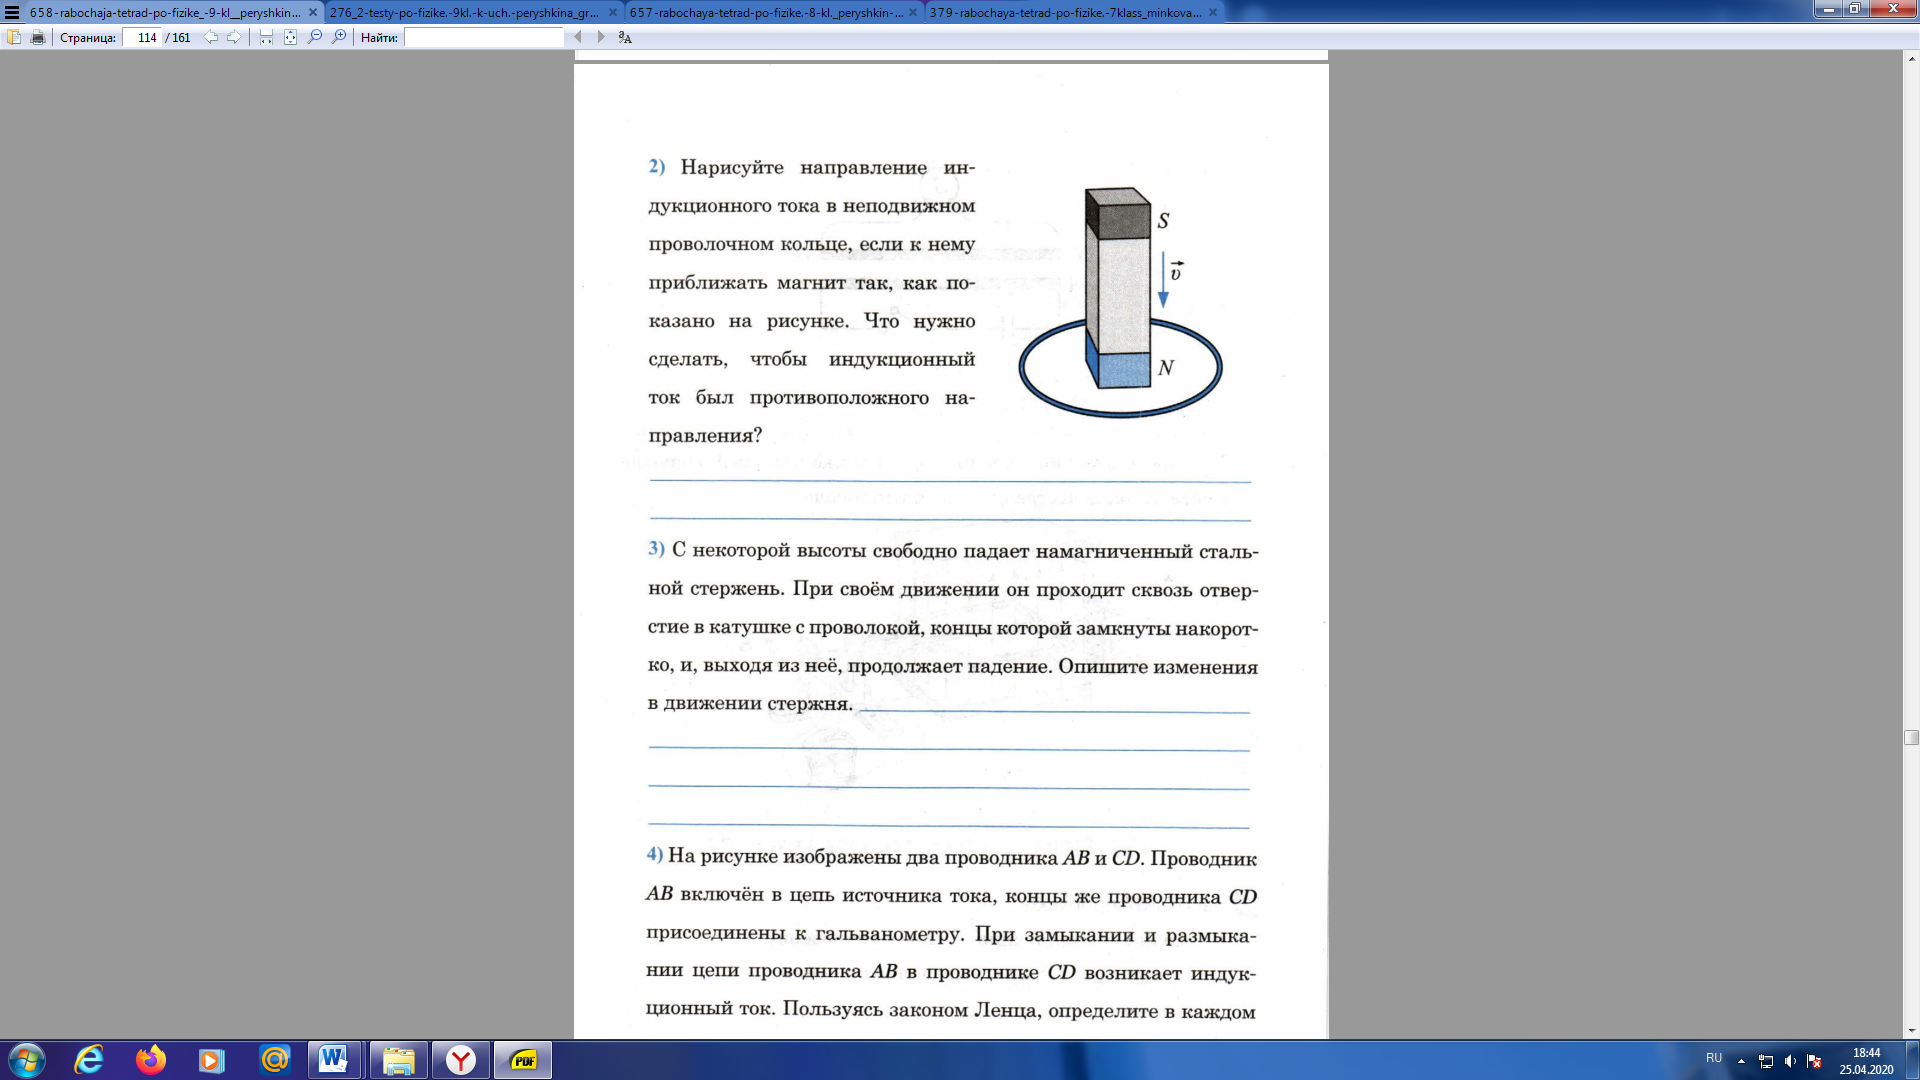 658-rabochaja-tetrad-po-fizike_-9-kl__peryshkin...
276_2-testy-po-fizike.-9kl.-k-uch.-peryshkina_gr...
657-rabochaya-tetrad-po-fizike.-8-kl._peryshkin-...
379-rabochaya-tetrad-po-fizike.-7klass_minkova...
Страница: 114 / 161 Найти:
2) Нарисуйте направление ин-
дукционного тока в неподвижном
проволочном кольце, если к нему
приближать магнит так, как по-
казано на рисунке. Что нужно
сделать, чтобы индукционный
ток был противоположного на-
правления?
S
υ
N
3) С некоторой высоты свободно падает намагниченный сталь-
ной стержень. При своём движении он проходит сквозь отвер-
стие в катушке с проволокой, концы которой замкнуты накорот-
ко, и, выходя из неё, продолжает падение. Опишите изменения
в движении стержня.
4) На рисунке изображены два проводника AB и CD. Проводник
AB включён в цепь источника тока, концы же проводника CD
присоединены к гальванометру. При замыкании и размыка-
нии цепи проводника AB в проводнике CD возникает индук-
ционный ток. Пользуясь законом Ленца, определите в каждом
PDF
RU
18:44
25.04.2020